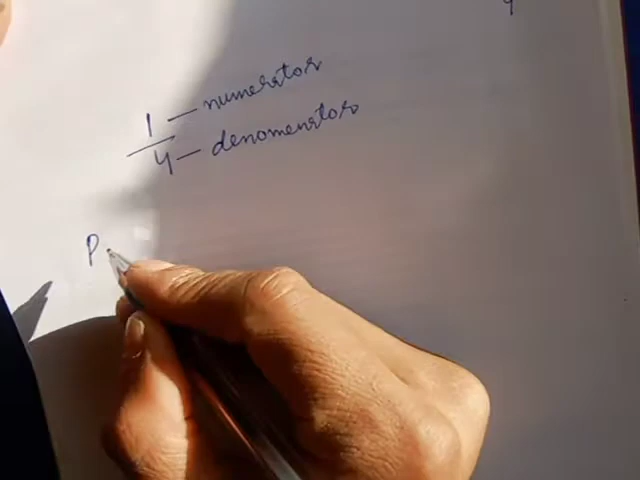 1 — numerator
4 — denomenator
P